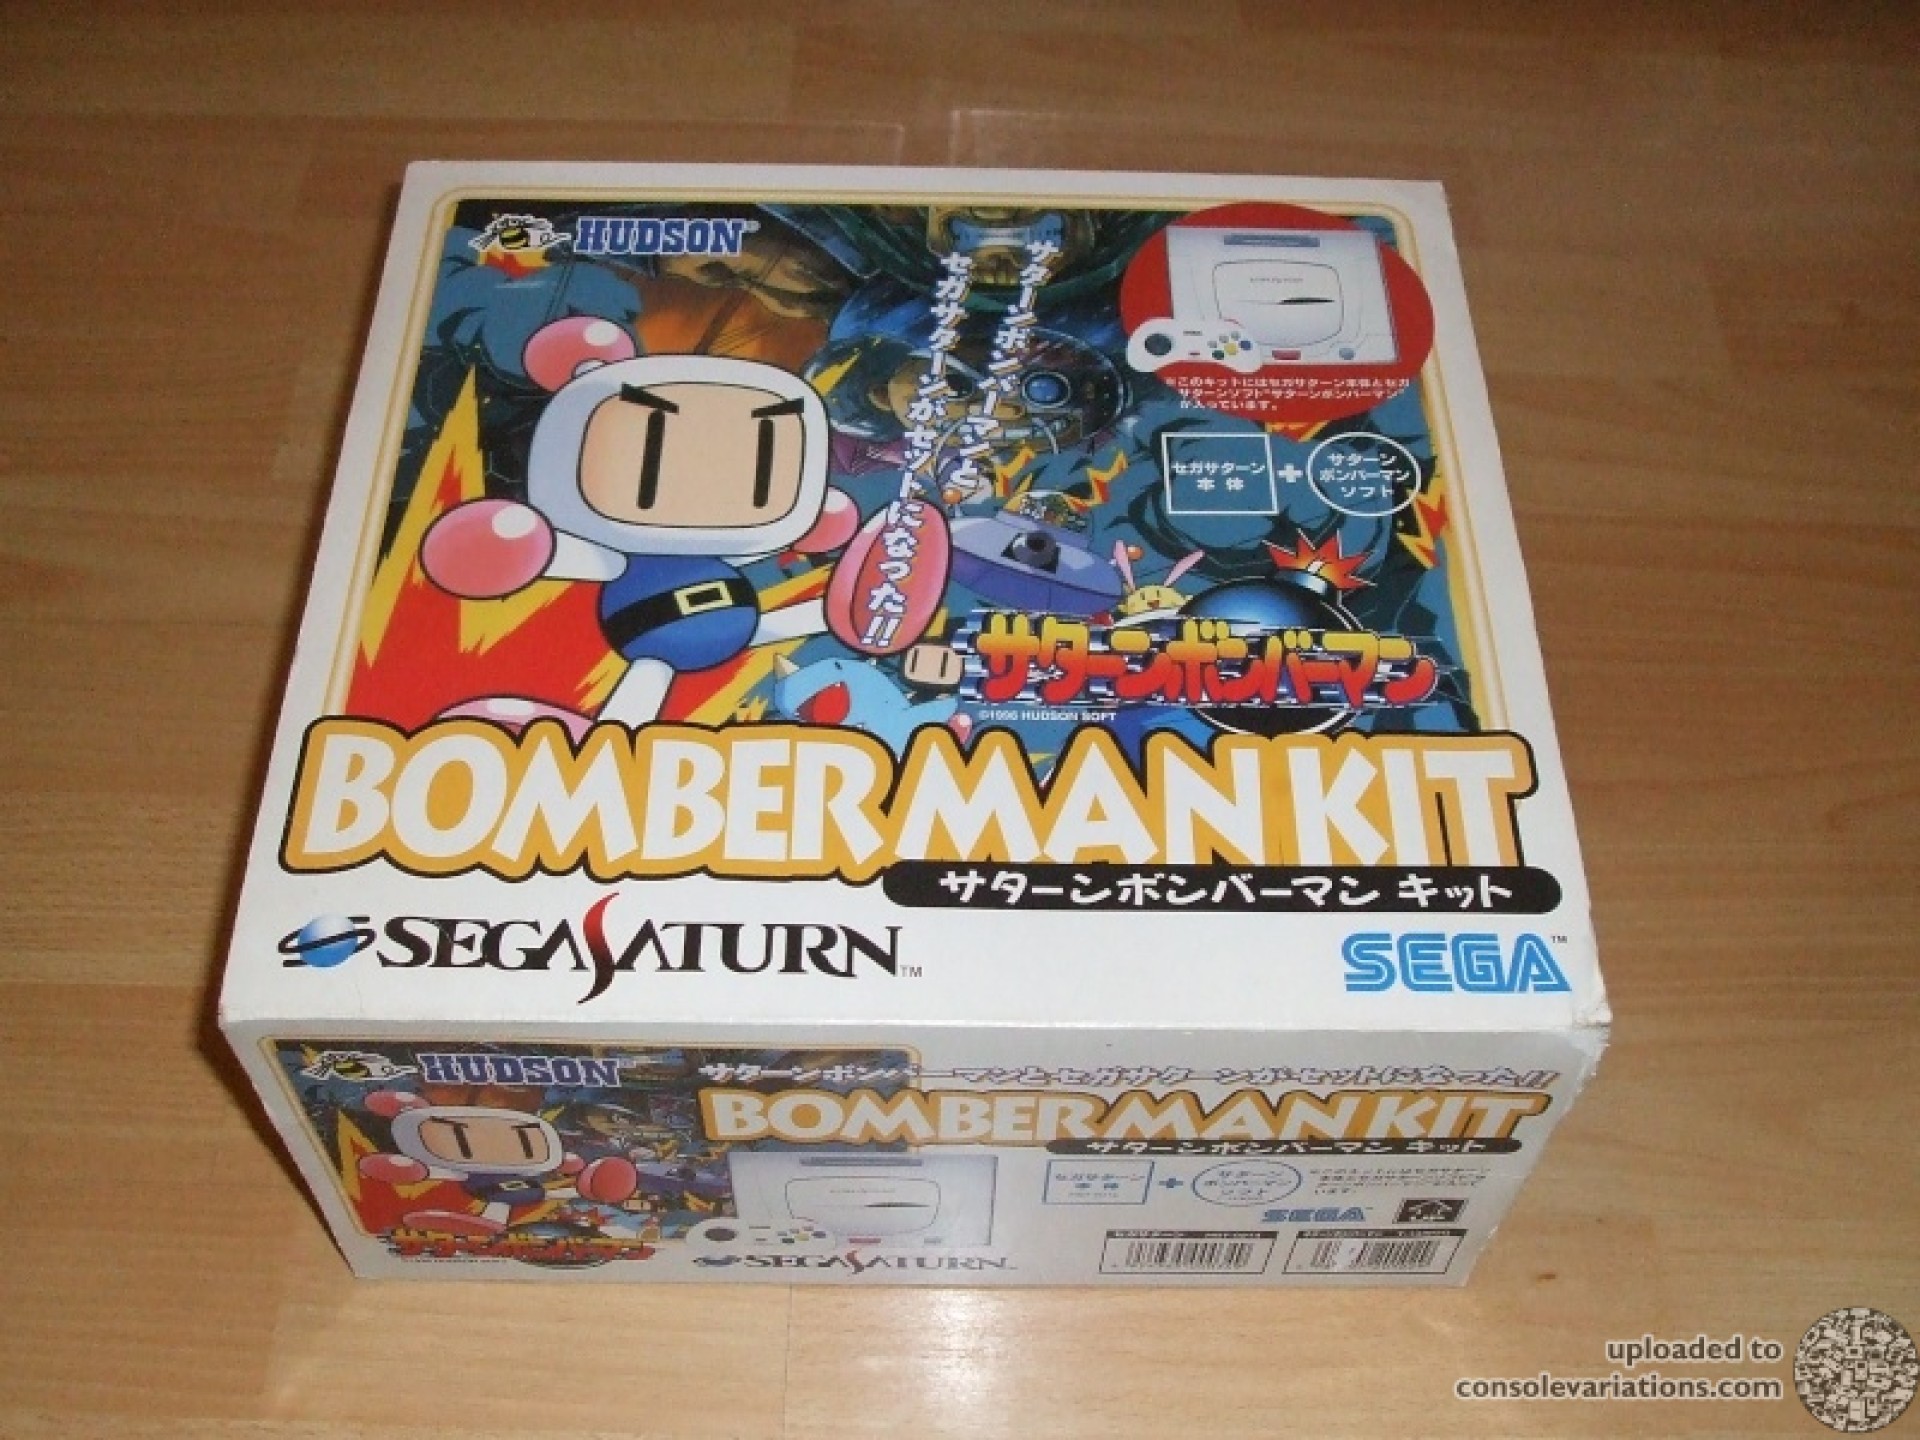 HUDSON®
サターンボンバーマンと
セガサターンがセットになった!!
※このキットにはセガサターン本体とセガ
サターンソフト"サターンボンバーマン"
が入っています。
セガサターン
本体
+
サターン
ボンバーマン
ソフト
サターンボンバーマン
©1996 HUDSON SOFT
BOMBERMAN KIT
サターンボンバーマン キット
SEGA SATURN™
SEGA™
HUDSON
サターンボンバーマンとセガサターンがセットになった!!
BOMBERMAN KIT
サターンボンバーマン キット
セガサターン
本体
+
サターン
ボンバーマン
ソフト
サターンボンバーマン
SEGA
SEGA SATURN
セガサターン
uploaded to
consolevariations.com